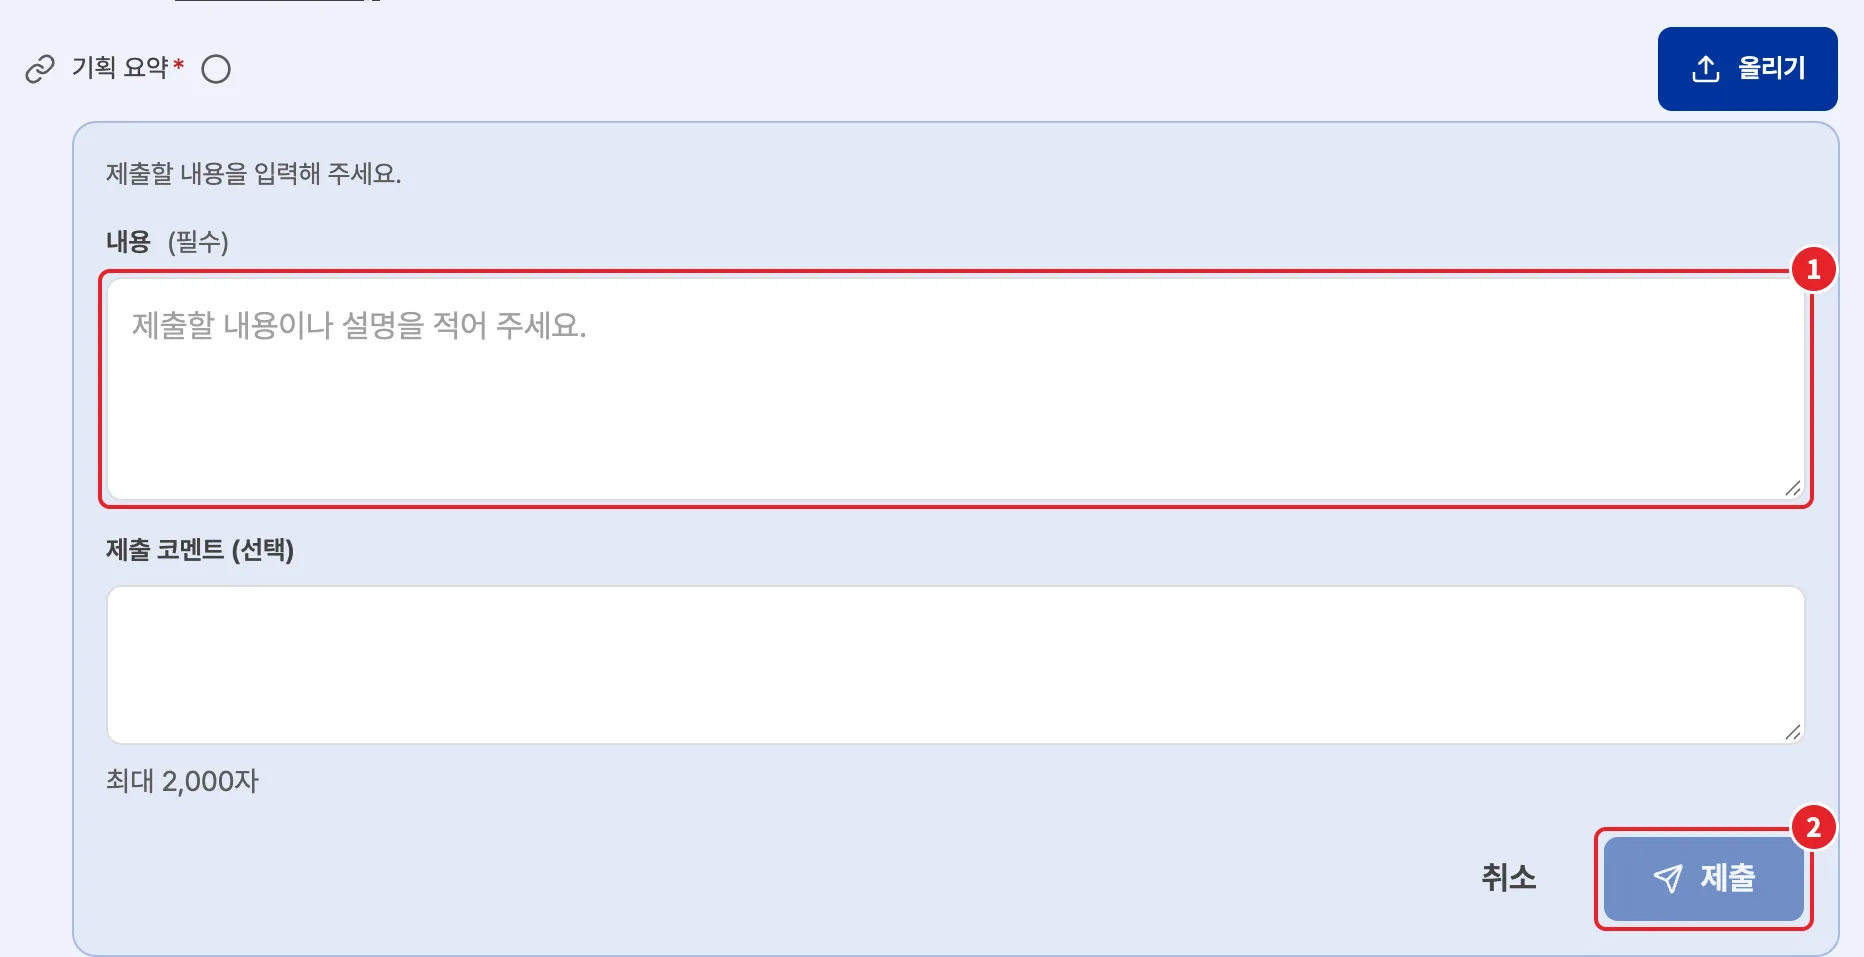 기획 요약*
올리기
제출할 내용을 입력해 주세요.
내용 (필수)
1
제출할 내용이나 설명을 적어 주세요.
제출 코멘트 (선택)
최대 2,000자
2
취소
제출